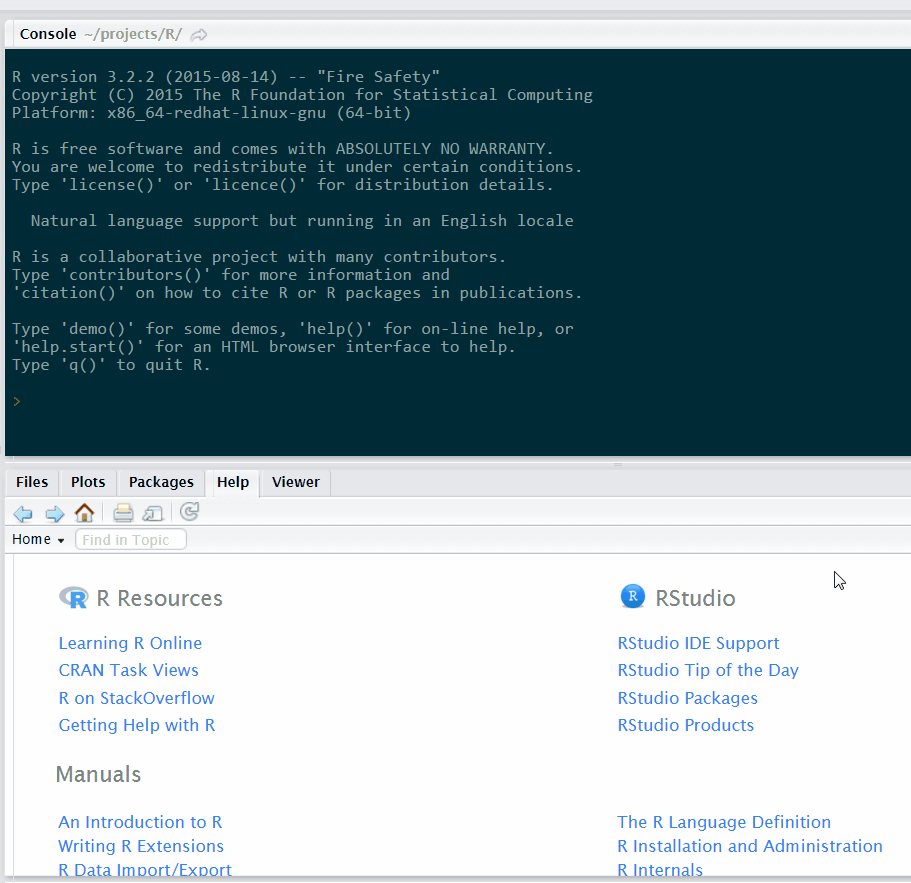 Console ~/projects/R/
R version 3.2.2 (2015-08-14) -- "Fire Safety"
Copyright (C) 2015 The R Foundation for Statistical Computing
Platform: x86_64-redhat-linux-gnu (64-bit)
R is free software and comes with ABSOLUTELY NO WARRANTY.
You are welcome to redistribute it under certain conditions.
Type 'license()' or 'licence()' for distribution details.
Natural language support but running in an English locale
R is a collaborative project with many contributors.
Type 'contributors()' for more information and
'citation()' on how to cite R or R packages in publications.
Type 'demo()' for some demos, 'help()' for on-line help, or
'help.start()' for an HTML browser interface to help.
Type 'q()' to quit R.
>
Files Plots Packages Help Viewer
Home Find in Topic
R R Resources
R RStudio
Learning R Online
RStudio IDE Support
CRAN Task Views
RStudio Tip of the Day
R on StackOverflow
RStudio Packages
Getting Help with R
RStudio Products
Manuals
An Introduction to R
The R Language Definition
Writing R Extensions
R Installation and Administration
R Data Import/Export
R Internals